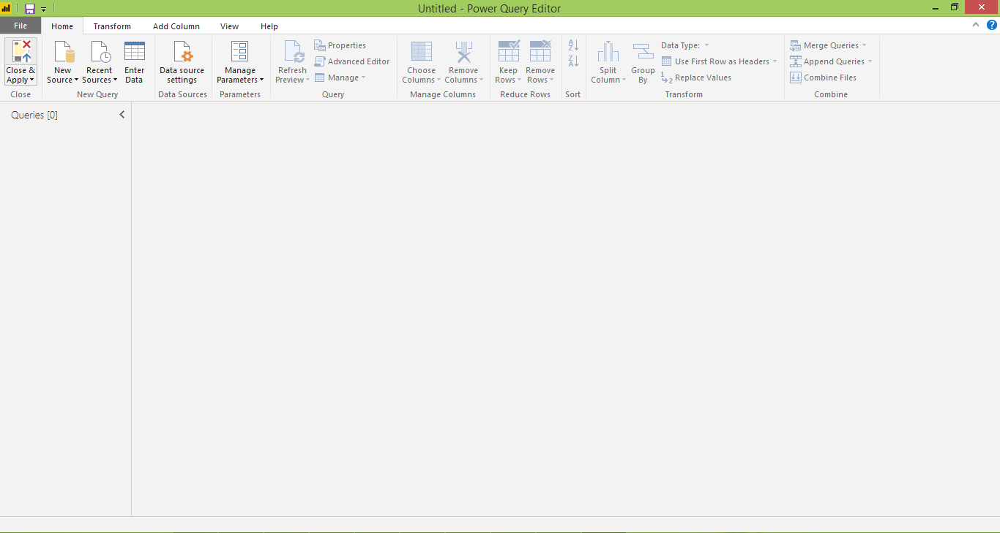 Untitled - Power Query Editor
File Home Transform Add Column View Help
Close & Apply
New Source
Recent Sources
Enter Data
Data source settings
Manage Parameters
Refresh Preview
Properties
Advanced Editor
Manage
Choose Columns
Remove Columns
Keep Rows
Remove Rows
A Z
Z A
Split Column
Group By
Data Type:
Use First Row as Headers
1 2 Replace Values
Merge Queries
Append Queries
Combine Files
Close New Query Data Sources Parameters Query Manage Columns Reduce Rows Sort Transform Combine
Queries [0]